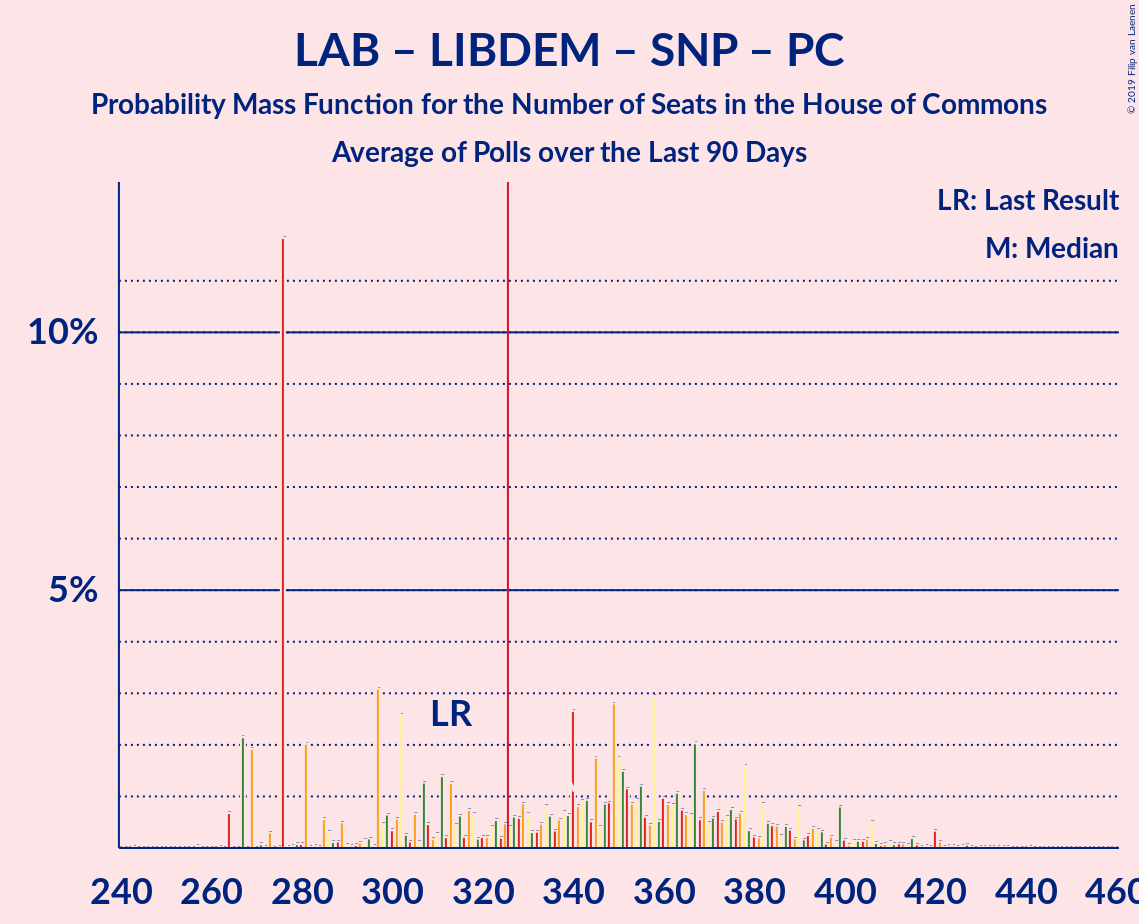 LAB – LIBDEM – SNP – PC
Probability Mass Function for the Number of Seats in the House of Commons
Average of Polls over the Last 90 Days
© 2019 Filip van Laenen
LR: Last Result
M: Median
10%
5%
LR
240 260 280 300 320 340 360 380 400 420 440 460